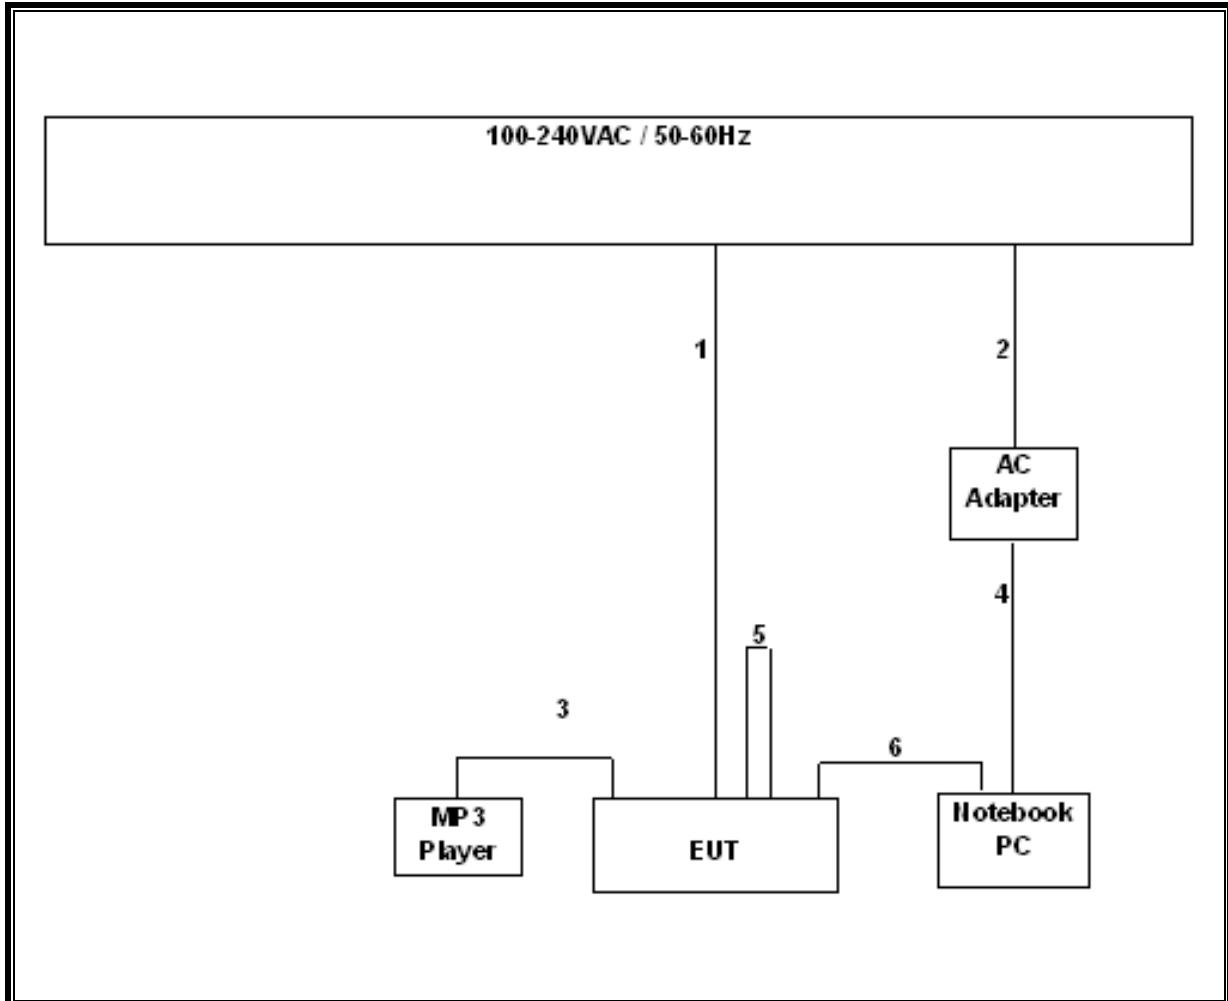 100-240VAC / 50-60Hz
1
2
AC
Adapter
4
5
3
6
MP3
Player
EUT
Notebook
PC